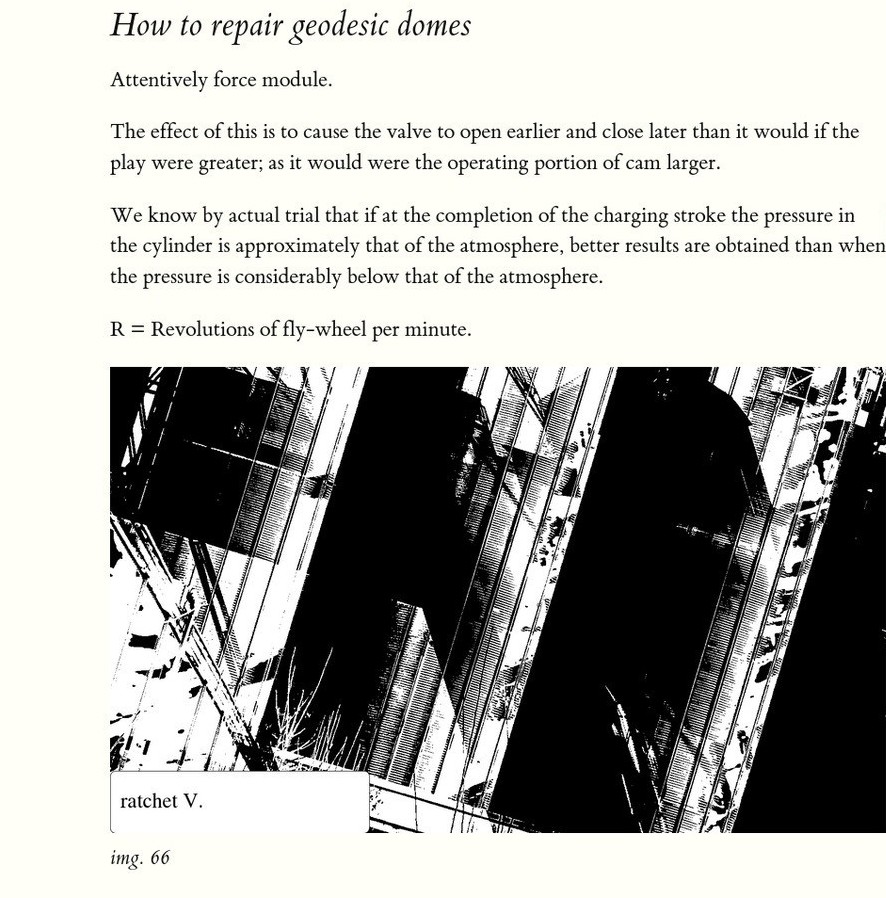 How to repair geodesic domes
Attentively force module.
The effect of this is to cause the valve to open earlier and close later than it would if the
play were greater; as it would were the operating portion of cam larger.
We know by actual trial that if at the completion of the charging stroke the pressure in
the cylinder is approximately that of the atmosphere, better results are obtained than when
the pressure is considerably below that of the atmosphere.
R = Revolutions of fly-wheel per minute.
ratchet V.
img. 66